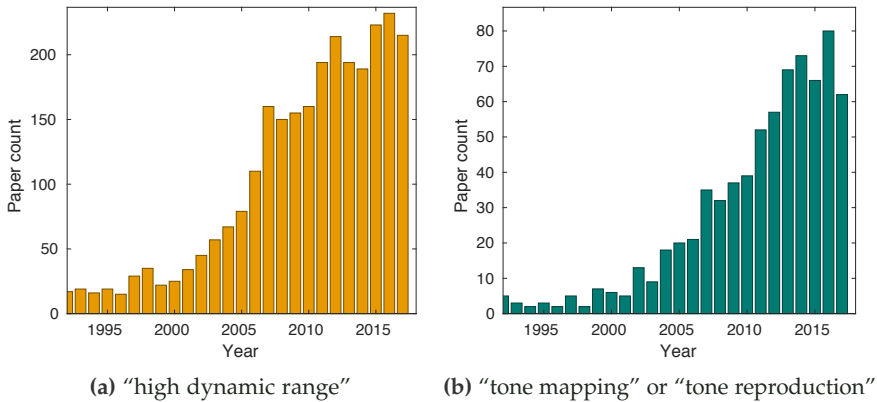 200
150
100
50
0
Paper count
1995 2000 2005 2010 2015
Year
(a) “high dynamic range”
80
70
60
50
40
30
20
10
0
Paper count
1995 2000 2005 2010 2015
Year
(b) “tone mapping” or “tone reproduction”